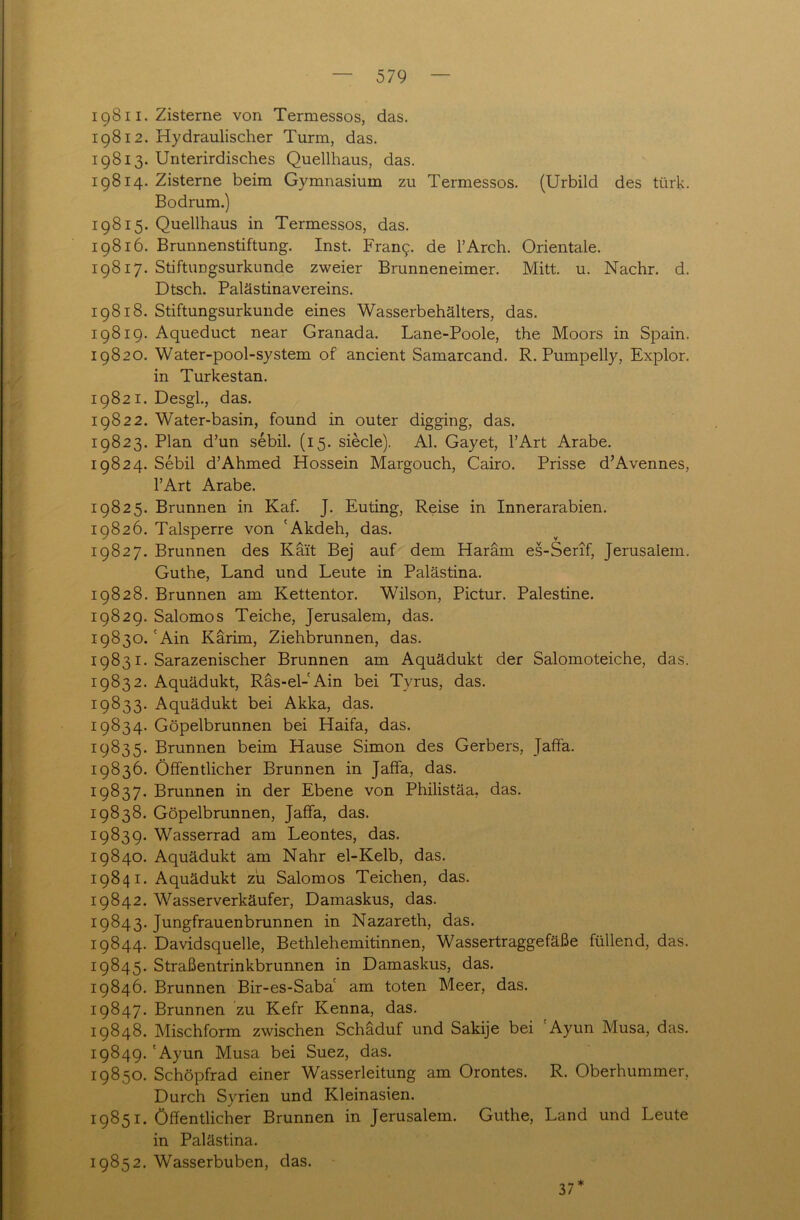 — 579 —
19811. Zisterne von Termessos, das.
19812. Hydraulischer Turm, das.
19813. Unterirdisches Quellhaus, das.
19814. Zisterne beim Gymnasium zu Termessos. (Urbild des türk.
Bodrum.)
19815. Quellhaus in Termessos, das.
19816. Brunnenstiftung. Inst. Franç. de l’Arch. Orientale.
19817. Stiftungsurkunde zweier Brunneneimer. Mitt. u. Nachr. d.
Dtsch. Palästinavereins.
19818. Stiftungsurkunde eines Wasserbehälters, das.
19819. Aqueduct near Granada. Lane-Poole, the Moors in Spain.
19820. Water-pool-system of ancient Samarcand. R. Pumpelly, Explor.
in Turkestan.
19821. Desgl., das.
19822. Water-basin, found in outer digging, das.
19823. Plan d’un sébil. (15. siècle). Al. Gayet, l’Art Arabe.
19824. Sébil d’Ahmed Hossein Margouch, Cairo. Prisse d’Avennes,
l’Art Arabe.
19825. Brunnen in Kaf. J. Euting, Reise in Innerarabien.
19826. Talsperre von ʿAkdeh, das.
19827. Brunnen des Kâït Bej auf dem Harâm es-Šerîf, Jerusalem.
Guthe, Land und Leute in Palästina.
19828. Brunnen am Kettentor. Wilson, Pictur. Palestine.
19829. Salomos Teiche, Jerusalem, das.
19830. ʿAin Kârim, Ziehbrunnen, das.
19831. Sarazenischer Brunnen am Aquädukt der Salomoteiche, das.
19832. Aquädukt, Râs-el-ʿAin bei Tyrus, das.
19833. Aquädukt bei Akka, das.
19834. Göpelbrunnen bei Haifa, das.
19835. Brunnen beim Hause Simon des Gerbers, Jaffa.
19836. Öffentlicher Brunnen in Jaffa, das.
19837. Brunnen in der Ebene von Philistäa, das.
19838. Göpelbrunnen, Jaffa, das.
19839. Wasserrad am Leontes, das.
19840. Aquädukt am Nahr el-Kelb, das.
19841. Aquädukt zu Salomos Teichen, das.
19842. Wasserverkäufer, Damaskus, das.
19843. Jungfrauenbrunnen in Nazareth, das.
19844. Davidsquelle, Bethlehemitinnen, Wassertraggefäße füllend, das.
19845. Straßentrinkbrunnen in Damaskus, das.
19846. Brunnen Bir-es-Sabaʿ am toten Meer, das.
19847. Brunnen zu Kefr Kenna, das.
19848. Mischform zwischen Schâduf und Sakije bei ʿAyun Musa, das.
19849. ʿAyun Musa bei Suez, das.
19850. Schöpfrad einer Wasserleitung am Orontes. R. Oberhummer,
Durch Syrien und Kleinasien.
19851. Öffentlicher Brunnen in Jerusalem. Guthe, Land und Leute
in Palästina.
19852. Wasserbuben, das.
37*